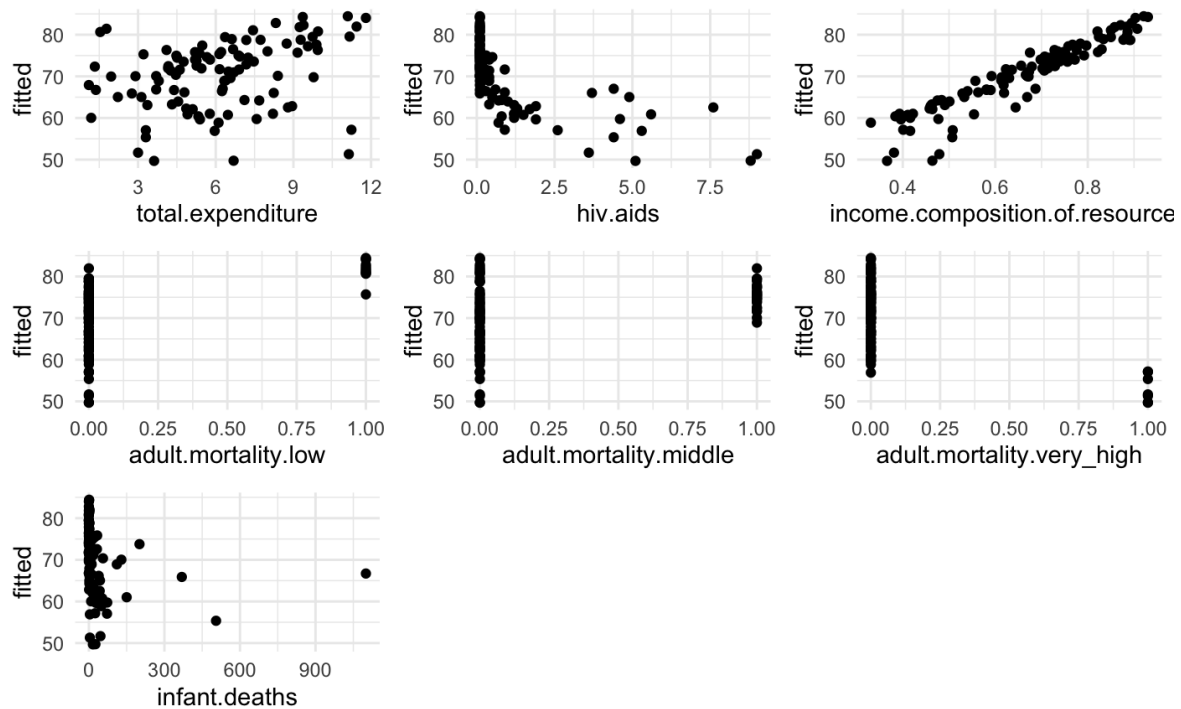 fitted
80
70
60
50
3 6 9 12
total.expenditure
fitted
80
70
60
50
0.0 2.5 5.0 7.5
hiv.aids
fitted
80
70
60
50
0.4 0.6 0.8
income.composition.of.resource
fitted
80
70
60
50
0.00 0.25 0.50 0.75 1.00
adult.mortality.low
fitted
80
70
60
50
0.00 0.25 0.50 0.75 1.00
adult.mortality.middle
fitted
80
70
60
50
0.00 0.25 0.50 0.75 1.00
adult.mortality.very_high
fitted
80
70
60
50
0 300 600 900
infant.deaths